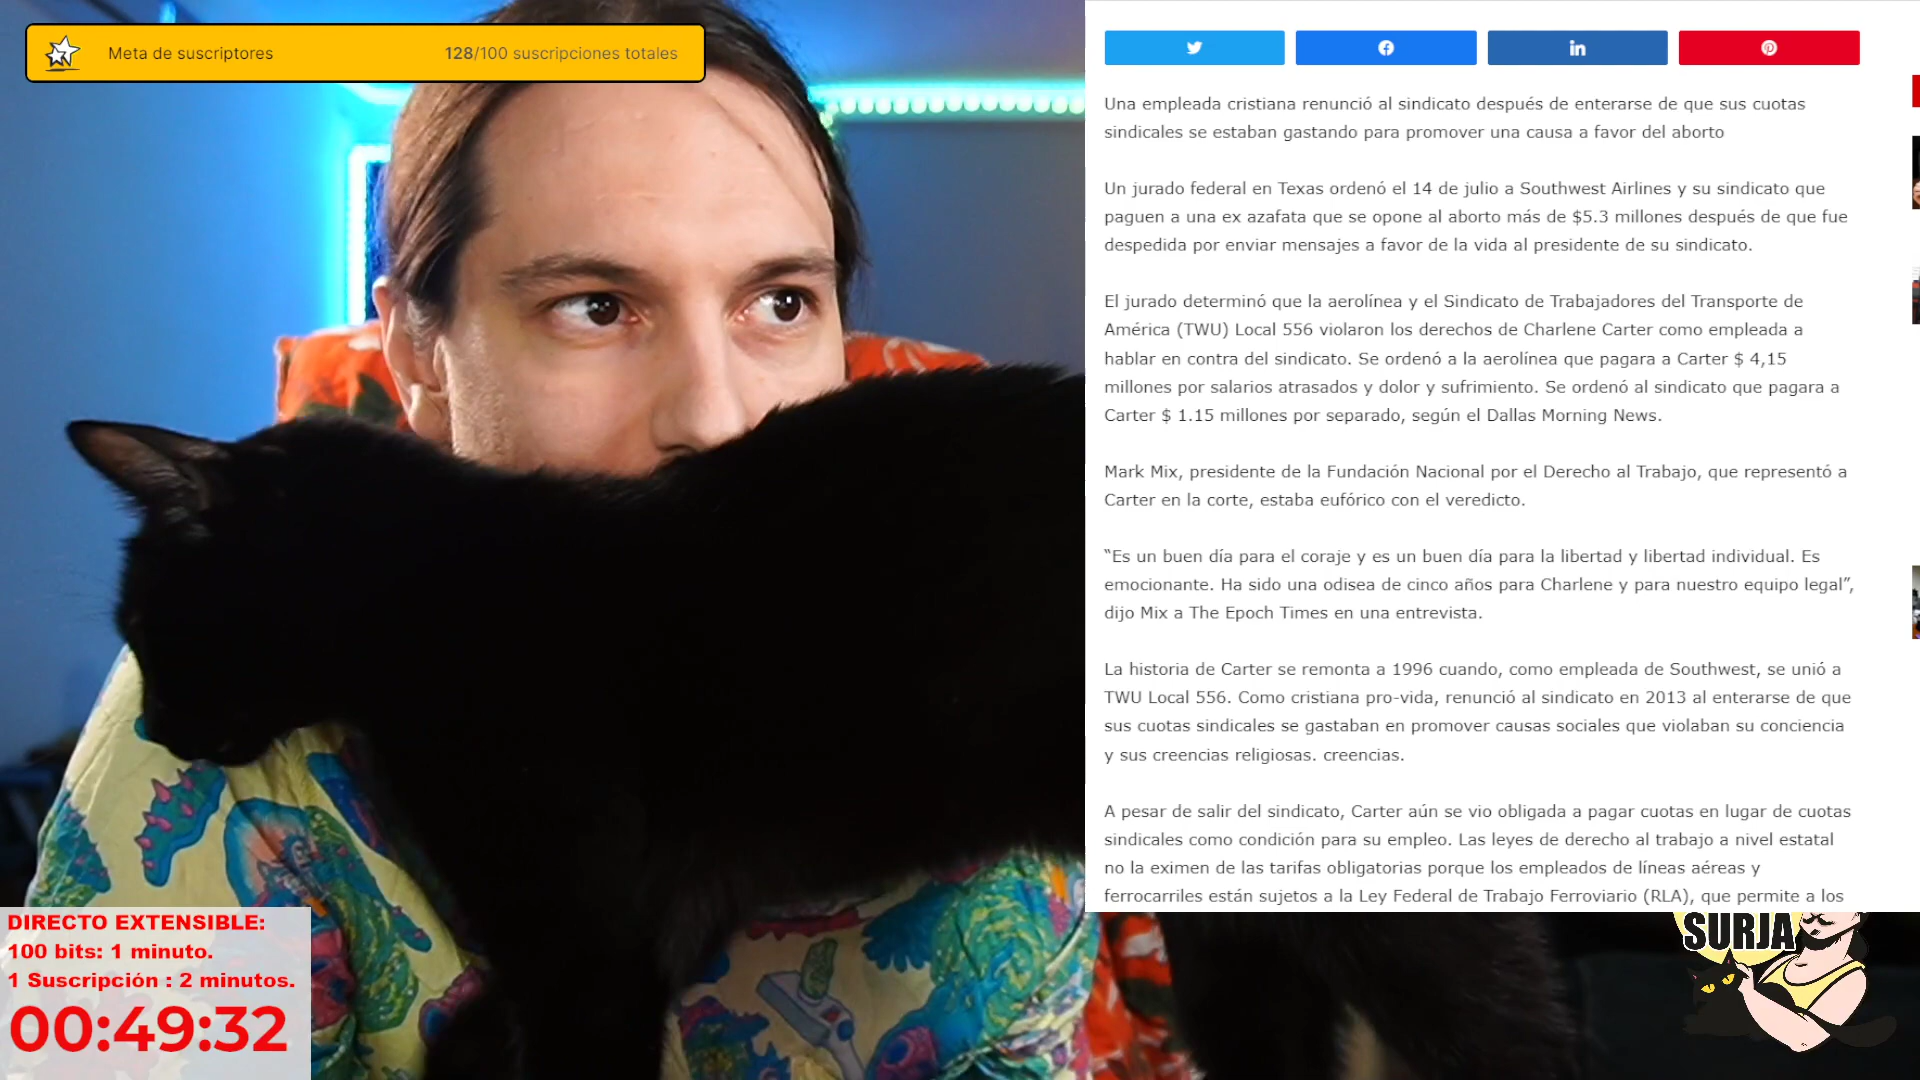 Meta de suscriptores 128/100 suscripciones totales
Una empleada cristiana renunció al sindicato después de enterarse de que sus cuotas
sindicales se estaban gastando para promover una causa a favor del aborto
Un jurado federal en Texas ordenó el 14 de julio a Southwest Airlines y su sindicato que
paguen a una ex azafata que se opone al aborto más de $5.3 millones después de que fue
despedida por enviar mensajes a favor de la vida al presidente de su sindicato.
El jurado determinó que la aerolínea y el Sindicato de Trabajadores del Transporte de
América (TWU) Local 556 violaron los derechos de Charlene Carter como empleada a
hablar en contra del sindicato. Se ordenó a la aerolínea que pagara a Carter $ 4,15
millones por salarios atrasados y dolor y sufrimiento. Se ordenó al sindicato que pagara a
Carter $ 1.15 millones por separado, según el Dallas Morning News.
Mark Mix, presidente de la Fundación Nacional por el Derecho al Trabajo, que representó a
Carter en la corte, estaba eufórico con el veredicto.
“Es un buen día para el coraje y es un buen día para la libertad y libertad individual. Es
emocionante. Ha sido una odisea de cinco años para Charlene y para nuestro equipo legal”,
dijo Mix a The Epoch Times en una entrevista.
La historia de Carter se remonta a 1996 cuando, como empleada de Southwest, se unió a
TWU Local 556. Como cristiana pro-vida, renunció al sindicato en 2013 al enterarse de que
sus cuotas sindicales se gastaban en promover causas sociales que violaban su conciencia
y sus creencias religiosas. creencias.
A pesar de salir del sindicato, Carter aún se vio obligada a pagar cuotas en lugar de cuotas
sindicales como condición para su empleo. Las leyes de derecho al trabajo a nivel estatal
no la eximen de las tarifas obligatorias porque los empleados de líneas aéreas y
ferrocarriles están sujetos a la Ley Federal de Trabajo Ferroviario (RLA), que permite a los
DIRECTO EXTENSIBLE:
100 bits: 1 minuto.
1 Suscripción : 2 minutos.
00:49:32
SURJA